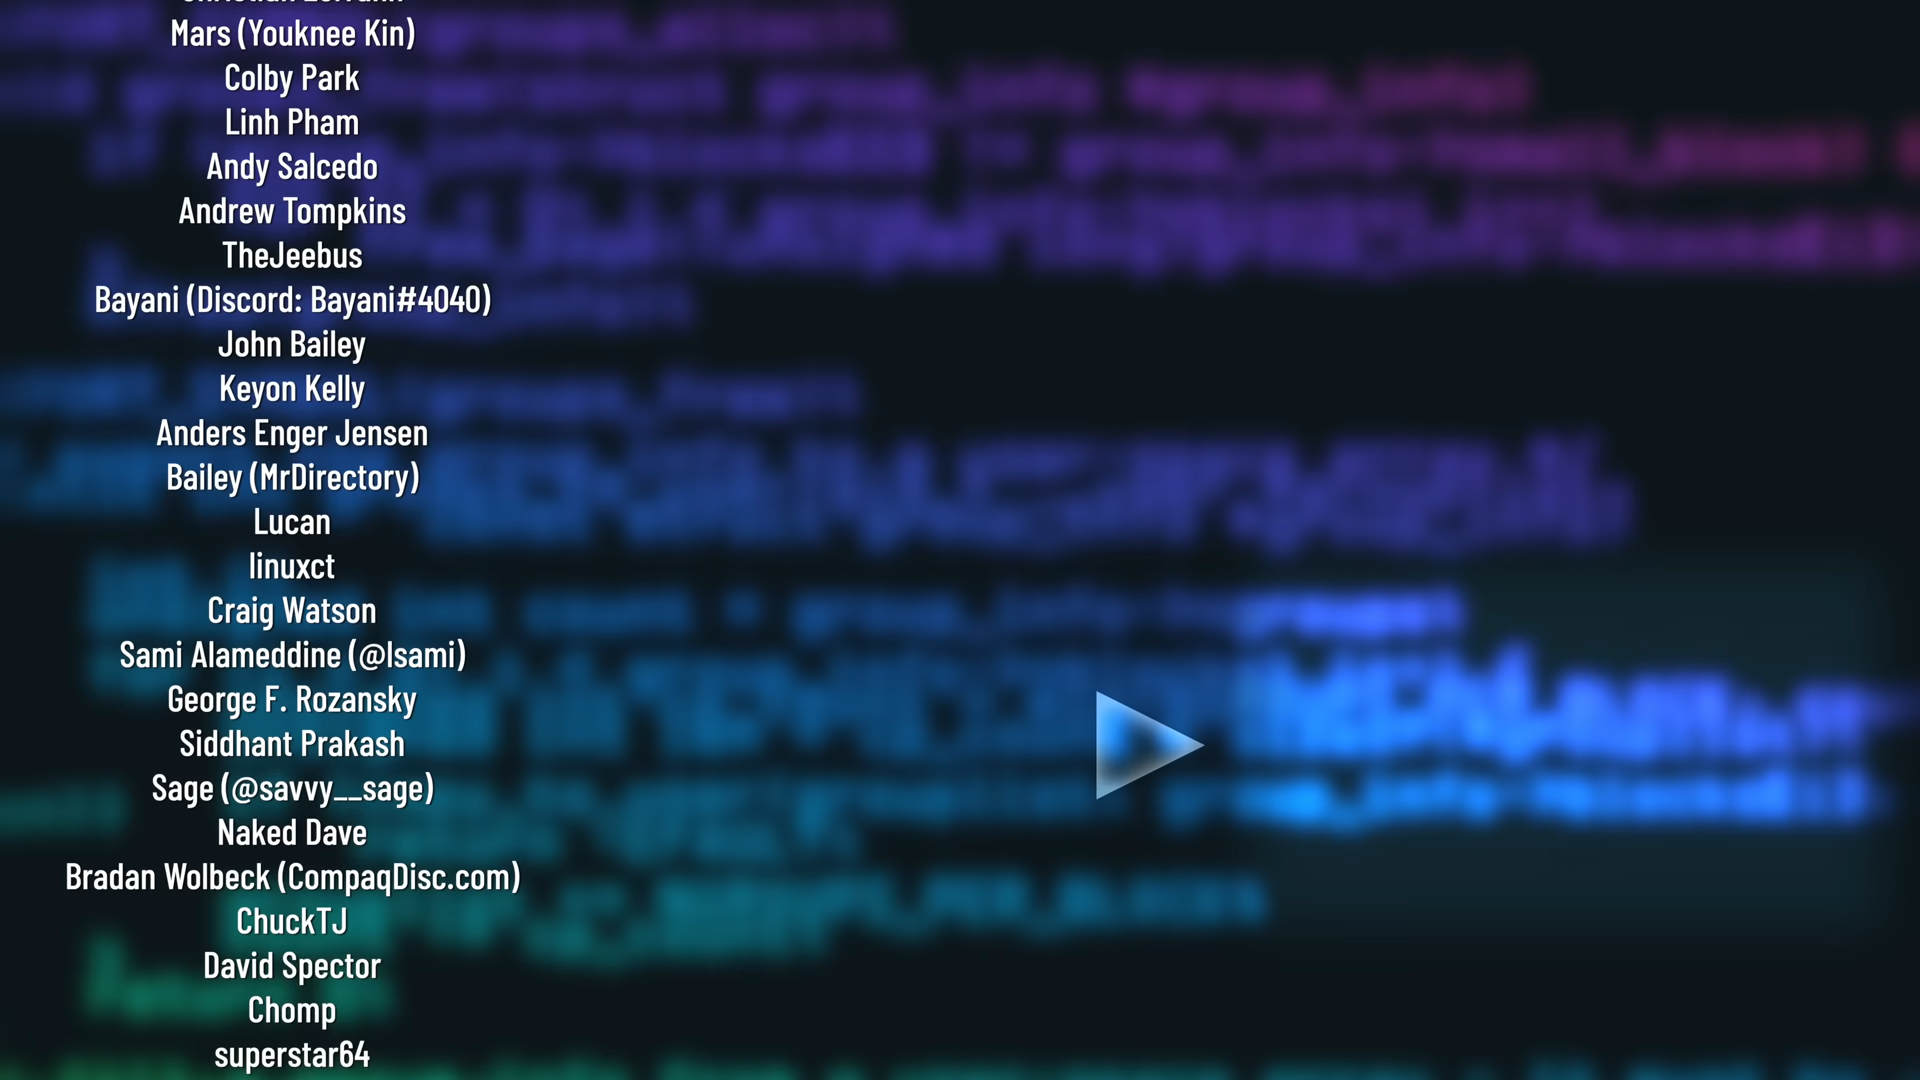 Mars (Youknee Kin)
Colby Park
Linh Pham
Andy Salcedo
Andrew Tompkins
TheJeebus
Bayani (Discord: Bayani#4040)
John Bailey
Keyon Kelly
Anders Enger Jensen
Bailey (MrDirectory)
Lucan
linuxct
Craig Watson
Sami Alameddine (@lsami)
George F. Rozansky
Siddhant Prakash
Sage (@savvy__sage)
Naked Dave
Bradan Wolbeck (CompaqDisc.com)
ChuckTJ
David Spector
Chomp
superstar64